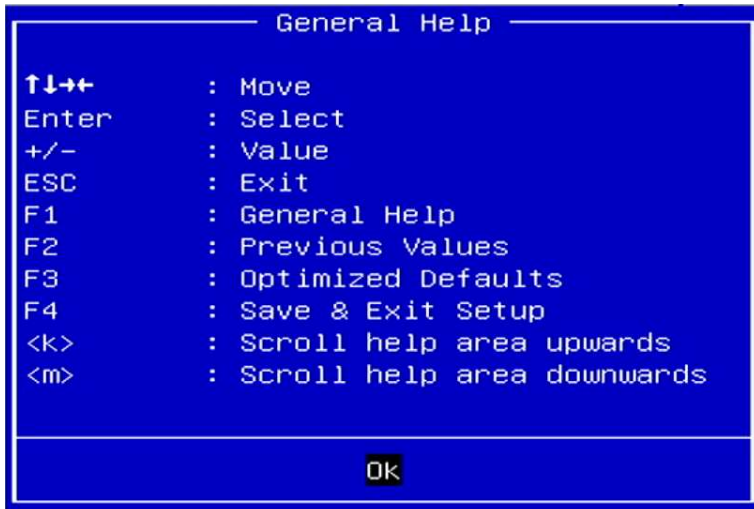 General Help
↑↓→← : Move
Enter : Select
+/- : Value
ESC : Exit
F1 : General Help
F2 : Previous Values
F3 : Optimized Defaults
F4 : Save & Exit Setup
<k> : Scroll help area upwards
<m> : Scroll help area downwards
Ok